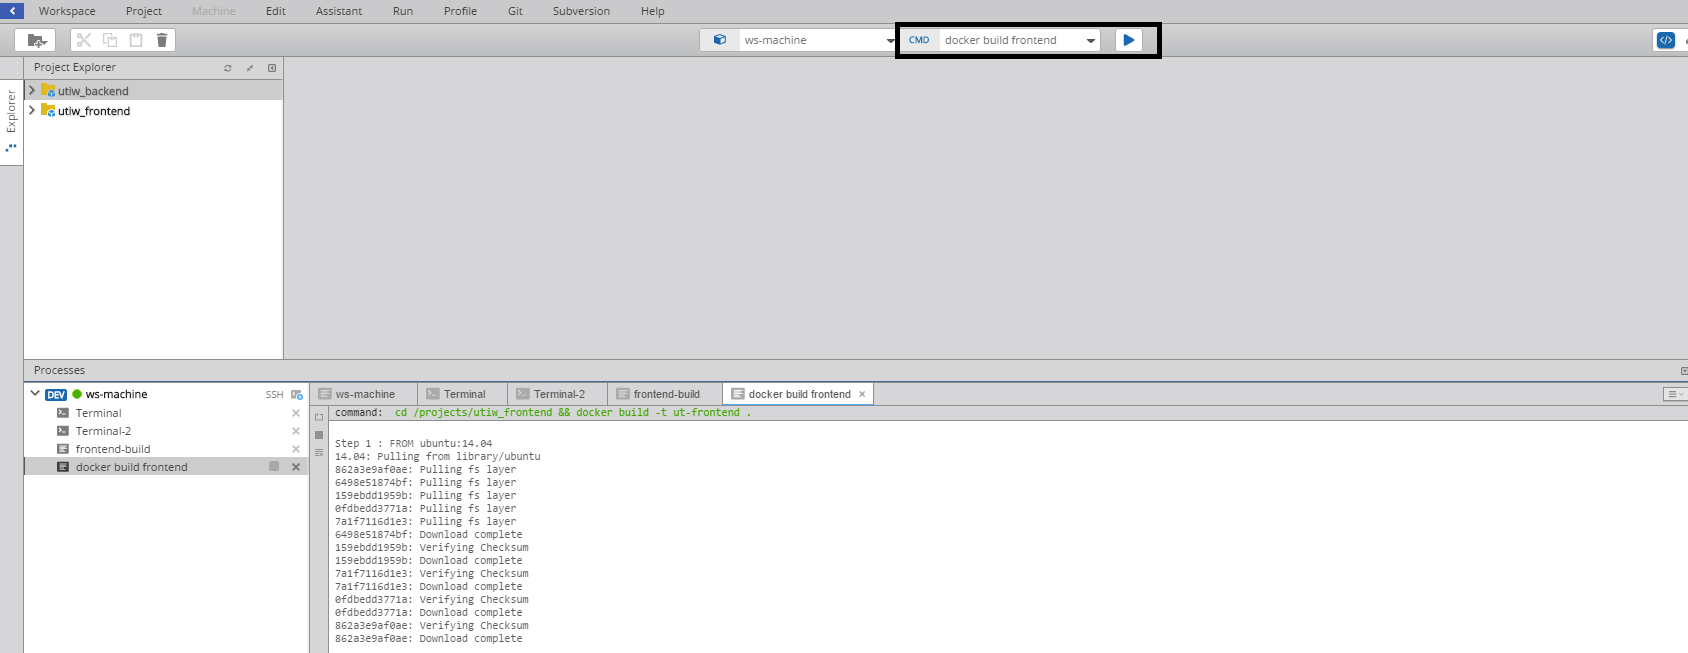 Workspace Project Machine Edit Assistant Run Profile Git Subversion Help
ws-machine CMD docker build frontend
Project Explorer
Explorer
utiw_backend
utiw_frontend
Processes
DEV ws-machine SSH
Terminal
Terminal-2
frontend-build
docker build frontend
ws-machine Terminal Terminal-2 frontend-build docker build frontend
command: cd /projects/utiw_frontend && docker build -t ut-frontend .
Step 1 : FROM ubuntu:14.04
14.04: Pulling from library/ubuntu
862a3e9af0ae: Pulling fs layer
6498e51874bf: Pulling fs layer
159ebdd1959b: Pulling fs layer
0fdbedd3771a: Pulling fs layer
7a1f7116d1e3: Pulling fs layer
6498e51874bf: Download complete
159ebdd1959b: Verifying Checksum
159ebdd1959b: Download complete
7a1f7116d1e3: Verifying Checksum
7a1f7116d1e3: Download complete
0fdbedd3771a: Verifying Checksum
0fdbedd3771a: Download complete
862a3e9af0ae: Verifying Checksum
862a3e9af0ae: Download complete